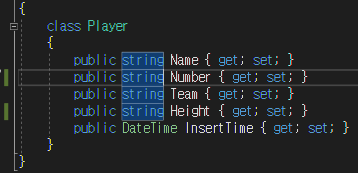 {
class Player
{
public string Name { get; set; }
public string Number { get; set; }
public string Team { get; set; }
public string Height { get; set; }
public DateTime InsertTime { get; set; }
}
}